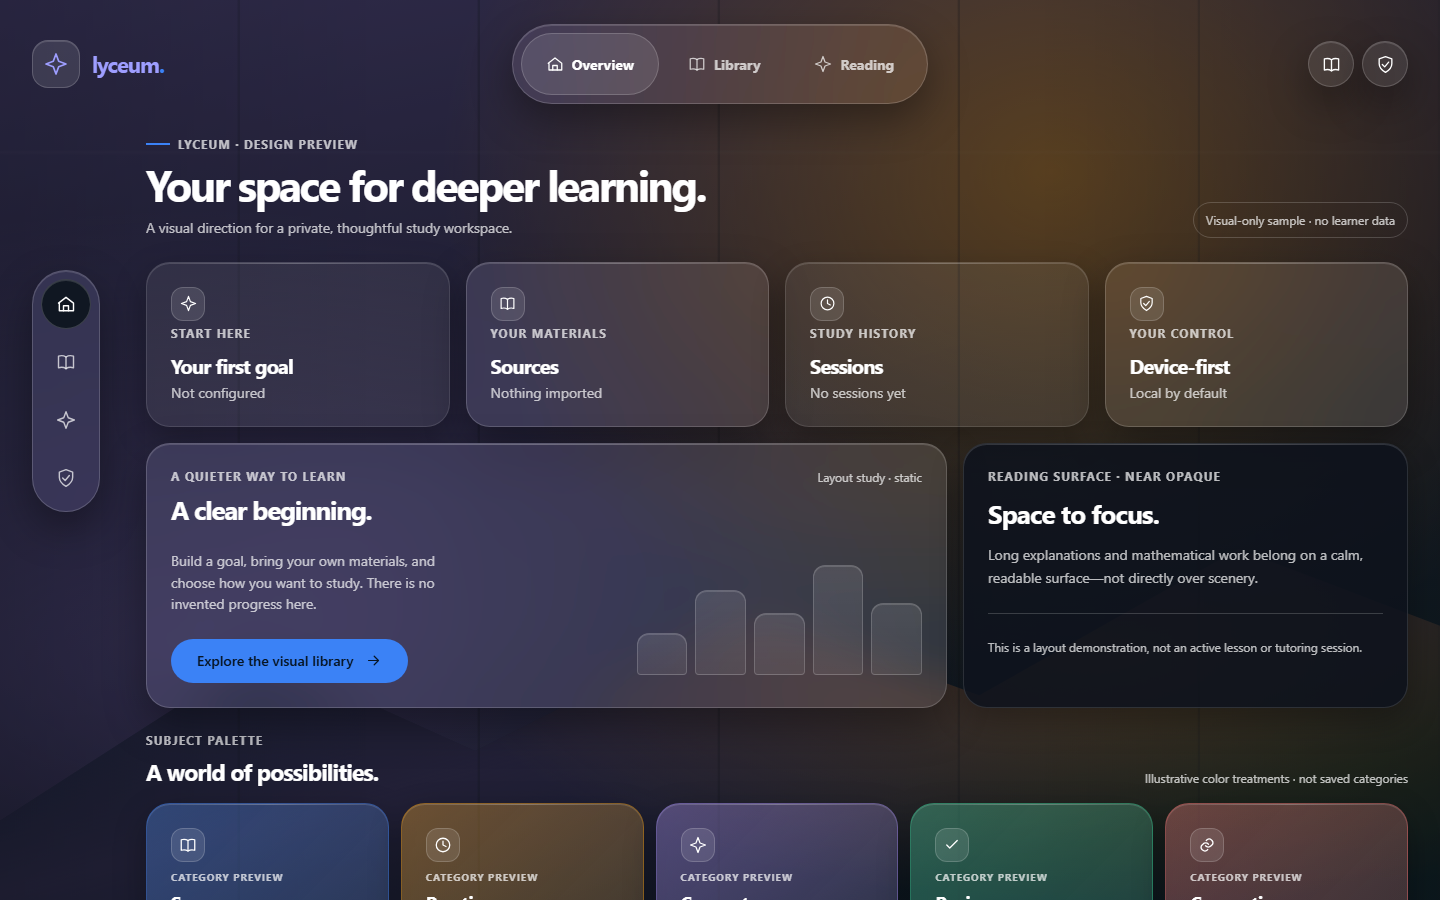 lyceum.
Overview
Library
Reading
LYCEUM · DESIGN PREVIEW
Your space for deeper learning.
A visual direction for a private, thoughtful study workspace.
Visual-only sample · no learner data
START HERE
Your first goal
Not configured
YOUR MATERIALS
Sources
Nothing imported
STUDY HISTORY
Sessions
No sessions yet
YOUR CONTROL
Device-first
Local by default
A QUIETER WAY TO LEARN
Layout study · static
A clear beginning.
Build a goal, bring your own materials, and
choose how you want to study. There is no
invented progress here.
Explore the visual library
READING SURFACE · NEAR OPAQUE
Space to focus.
Long explanations and mathematical work belong on a calm,
readable surface—not directly over scenery.
This is a layout demonstration, not an active lesson or tutoring session.
SUBJECT PALETTE
A world of possibilities.
Illustrative color treatments · not saved categories
CATEGORY PREVIEW
CATEGORY PREVIEW
CATEGORY PREVIEW
CATEGORY PREVIEW
CATEGORY PREVIEW